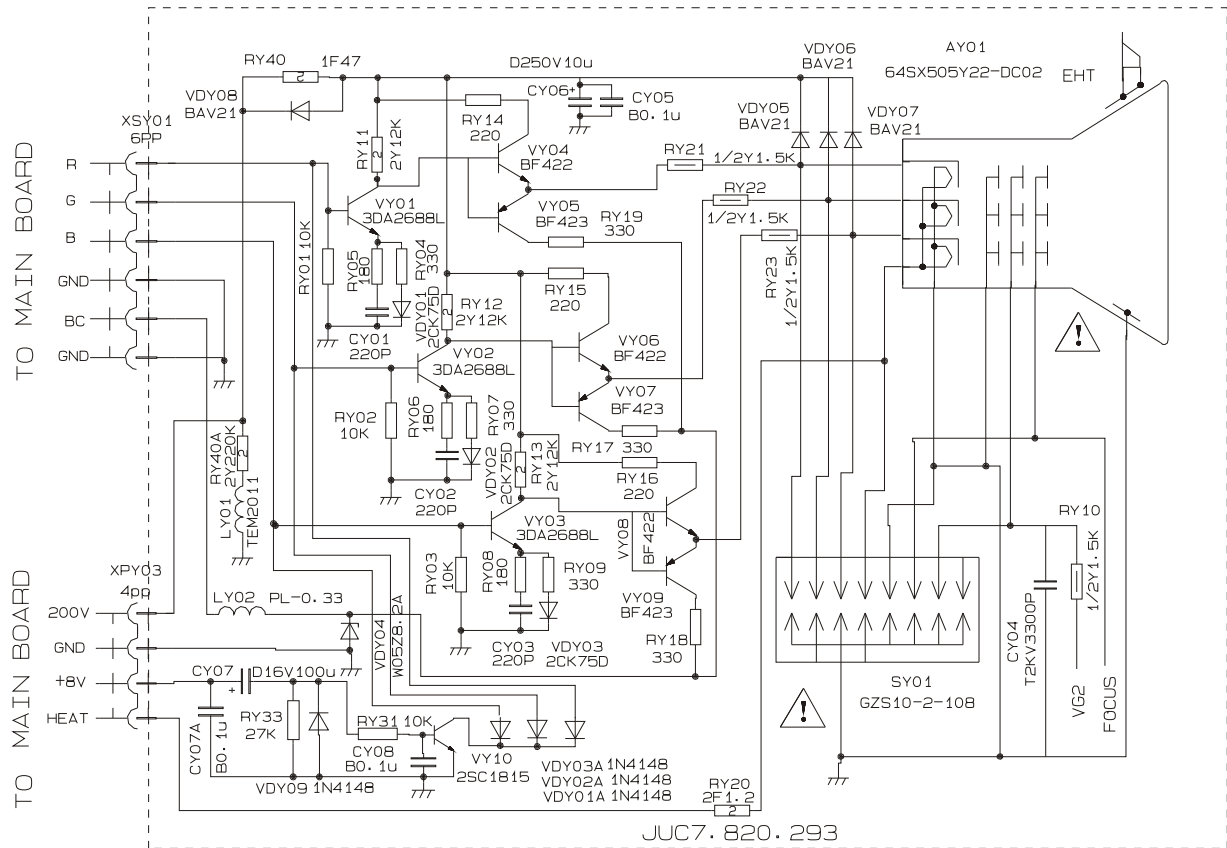 RY40
1F47
D250V10u
VDY06
BAV21
AY01
64SX505Y22-DC02
EHT
VDY08
BAV21
CY06
+
CY05
B0.1u
VDY05
BAV21
VDY07
BAV21
XSY01
6PP
RY14
220
RY11
2Y12K
2
2
VY04
BF422
RY21
1/2Y1.5K
TO MAIN BOARD
R
G
B
GND
BC
GND
VY01
3DA2688L
VY05
BF423
RY22
1/2Y1.5K
RY19
330
RY01 10K
RY05
180
RY04
330
RY23
1/2Y1.5K
VDY01
2CK75D
RY12
2Y12K
2
RY15
220
CY01
220P
VY02
3DA2688L
VY06
BF422
VY07
BF423
RY02
10K
RY06
180
RY07
330
RY17 330
RY40A
2Y220K
2
CY02
220P
VDY02
2CK75D
RY13
2Y12K
2
RY16
220
LY01
TEM2011
VY03
3DA2688L
VY08
BF422
RY10
1/2Y1.5K
RY03
10K
RY08
180
RY09
330
VY09
BF423
TO MAIN BOARD
XPY03
4pp
200V
GND
+8V
HEAT
LY02 PL-0.33
VDY04
W05Z8.2A
CY03
220P
VDY03
2CK75D
RY18
330
CY04
T2KV3300P
SY01
GZS10-2-108
VG2
FOCUS
!
!
CY07
D16V100u
+
CY07A
B0.1u
RY33
27K
RY31 10K
CY08
B0.1u
VY10
2SC1815
VDY09 1N4148
VDY03A 1N4148
VDY02A 1N4148
VDY01A 1N4148
RY20
2F1.2
2
JUC7.820.293